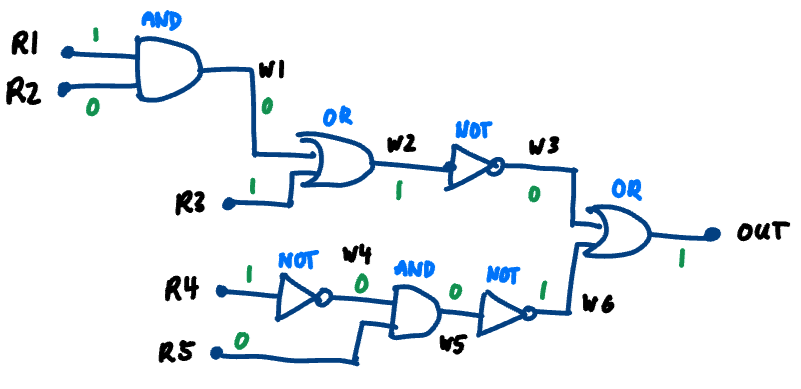 AND
R1 1
W1
R2 0
0
OR
NOT
W2
W3
OR
R3 1
1
0
OUT
1
NOT
W4
AND
NOT
R4 1
0
0
1
W6
R5 0
W5